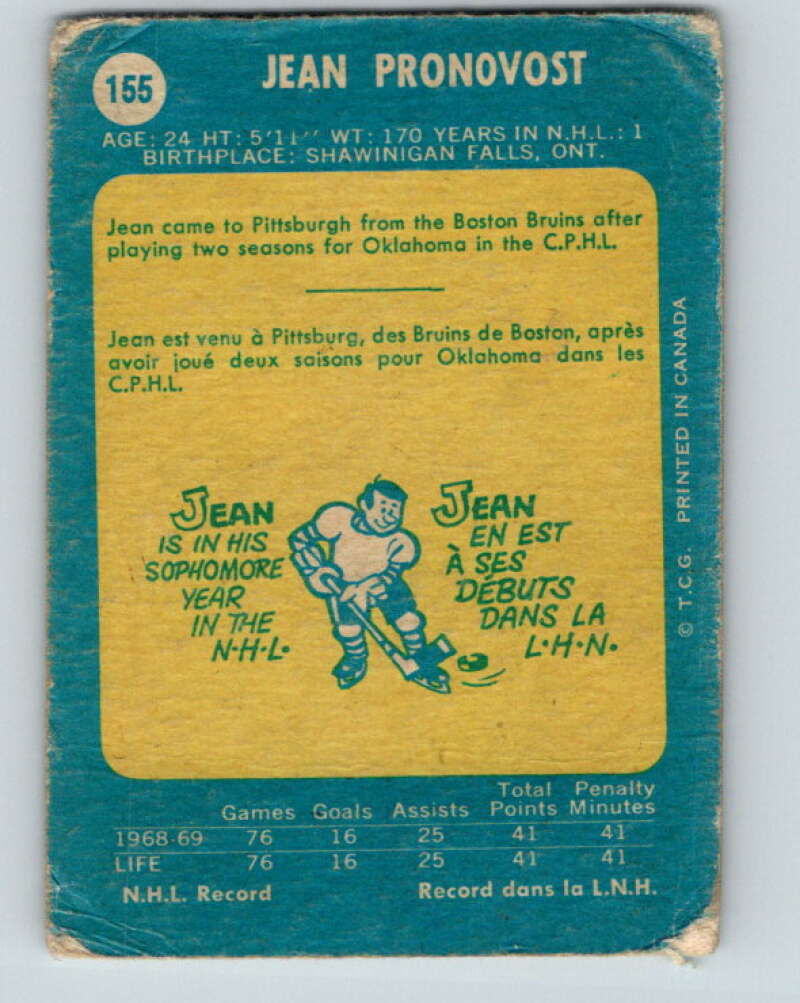 155
JEAN PRONOVOST
AGE: 24 HT: 5'11" WT: 170 YEARS IN N.H.L.: 1
BIRTHPLACE: SHAWINIGAN FALLS, ONT.
Jean came to Pittsburgh from the Boston Bruins after
playing two seasons for Oklahoma in the C.P.H.L.
Jean est venu à Pittsburg, des Bruins de Boston, après
avoir joué deux saisons pour Oklahoma dans les
C.P.H.L.
JEAN
IS IN HIS
SOPHOMORE
YEAR
IN THE
N·H·L·
JEAN
EN EST
À SES
DÉBUTS
DANS LA
L·H·N·
© T.C.G. PRINTED IN CANADA
Games Goals Assists Total Points Penalty Minutes
1968-69 76 16 25 41 41
LIFE 76 16 25 41 41
N.H.L. Record Record dans la L.N.H.